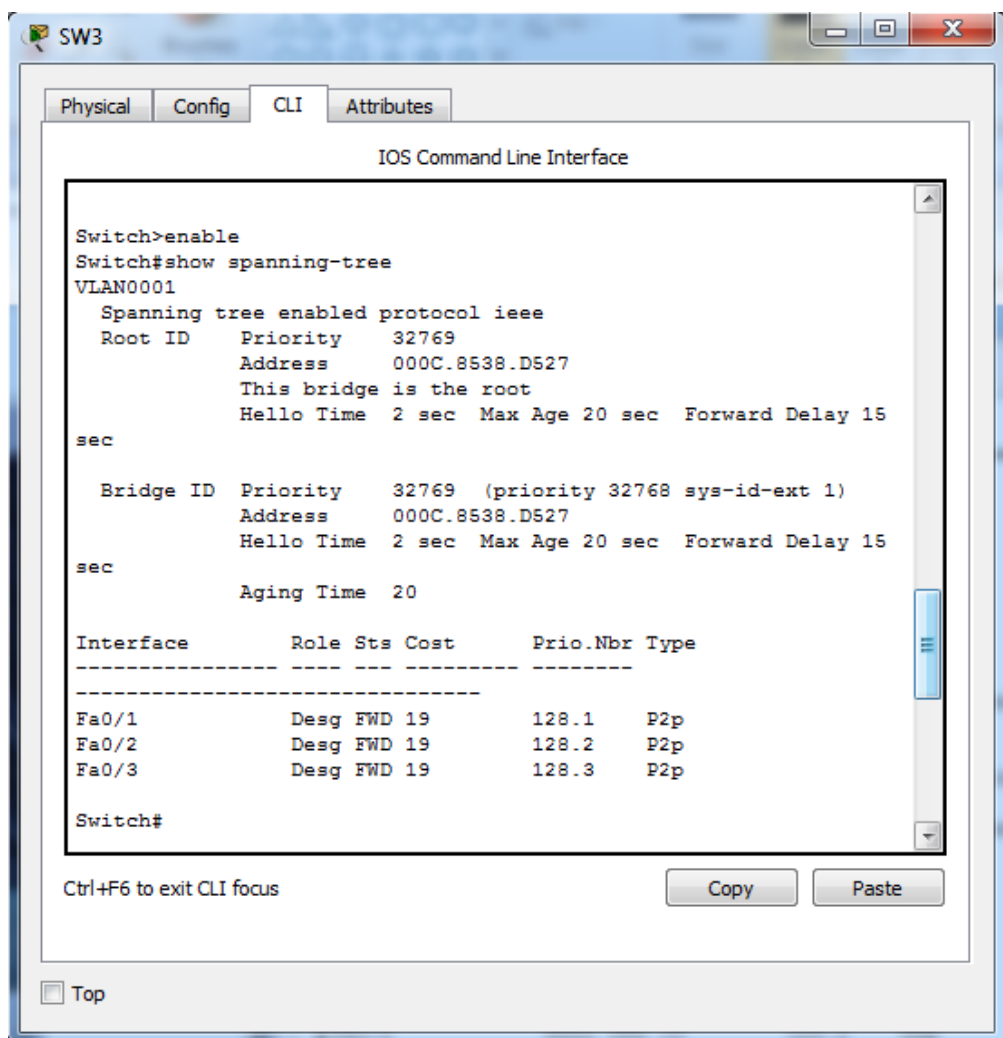 SW3
Physical Config CLI Attributes
IOS Command Line Interface
Switch>enable
Switch#show spanning-tree
VLAN0001
  Spanning tree enabled protocol ieee
  Root ID    Priority    32769
             Address     000C.8538.D527
             This bridge is the root
             Hello Time  2 sec  Max Age 20 sec  Forward Delay 15
sec
  Bridge ID  Priority    32769  (priority 32768 sys-id-ext 1)
             Address     000C.8538.D527
             Hello Time  2 sec  Max Age 20 sec  Forward Delay 15
sec
             Aging Time  20
Interface        Role Sts Cost      Prio.Nbr Type
---------------- ---- --- --------- --------
--------------------------------
Fa0/1            Desg FWD 19        128.1    P2p
Fa0/2            Desg FWD 19        128.2    P2p
Fa0/3            Desg FWD 19        128.3    P2p
Switch#
Ctrl+F6 to exit CLI focus
Copy Paste
Top